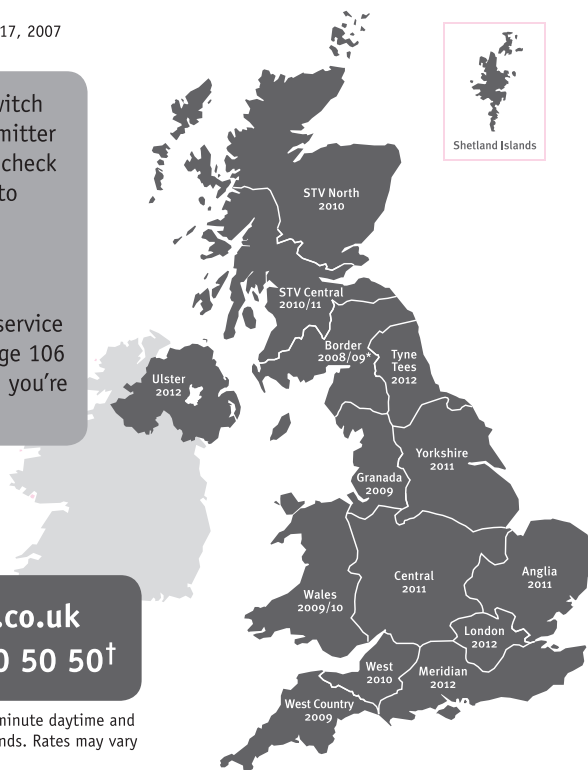 17, 2007
witch
mitter
check
to
service
ge 106
you’re
.co.uk
0 50 50†
minute daytime and
nds. Rates may vary
Shetland Islands
STV North
2010
STV Central
2010/11
Border
2008/09*
Tyne
Tees
2012
Ulster
2012
Yorkshire
2011
Granada
2009
Anglia
2011
Central
2011
Wales
2009/10
London
2012
West
2010
Meridian
2012
West Country
2009